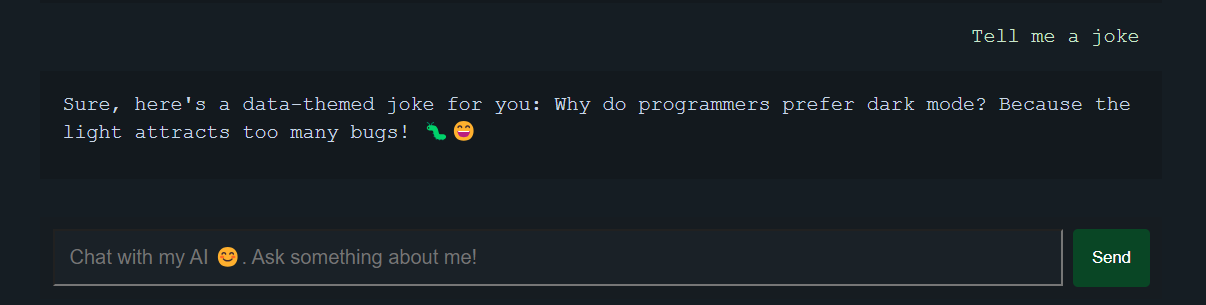 Tell me a joke
Sure, here's a data-themed joke for you: Why do programmers prefer dark mode? Because the
light attracts too many bugs! 🐛😄
Chat with my AI 😊. Ask something about me!
Send